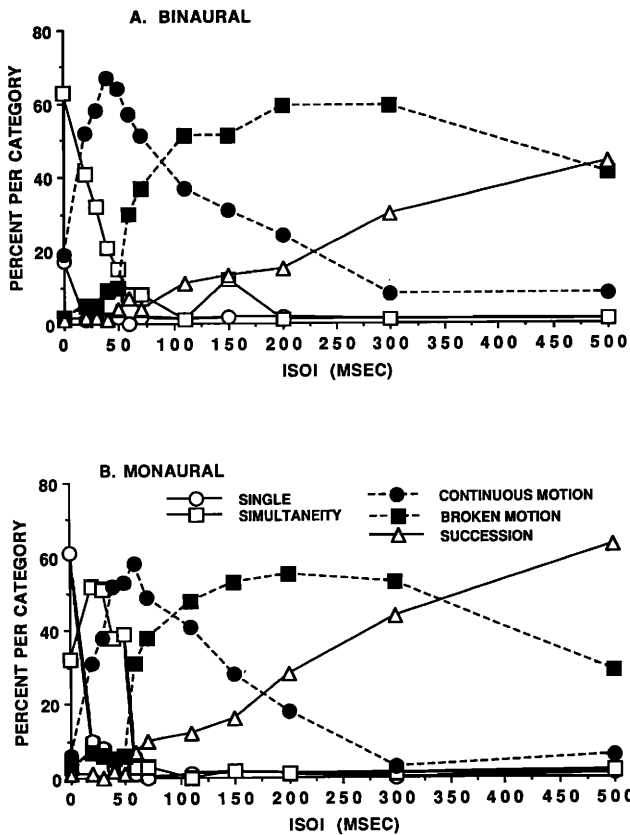 A. BINAURAL
PERCENT PER CATEGORY
80
60
40
20
0
0 50 100 150 200 250 300 350 400 450 500
ISOI (MSEC)
B. MONAURAL
SINGLE
SIMULTANEITY
CONTINUOUS MOTION
BROKEN MOTION
SUCCESSION
PERCENT PER CATEGORY
80
60
40
20
0
0 50 100 150 200 250 300 350 400 450 500
ISOI (MSEC)